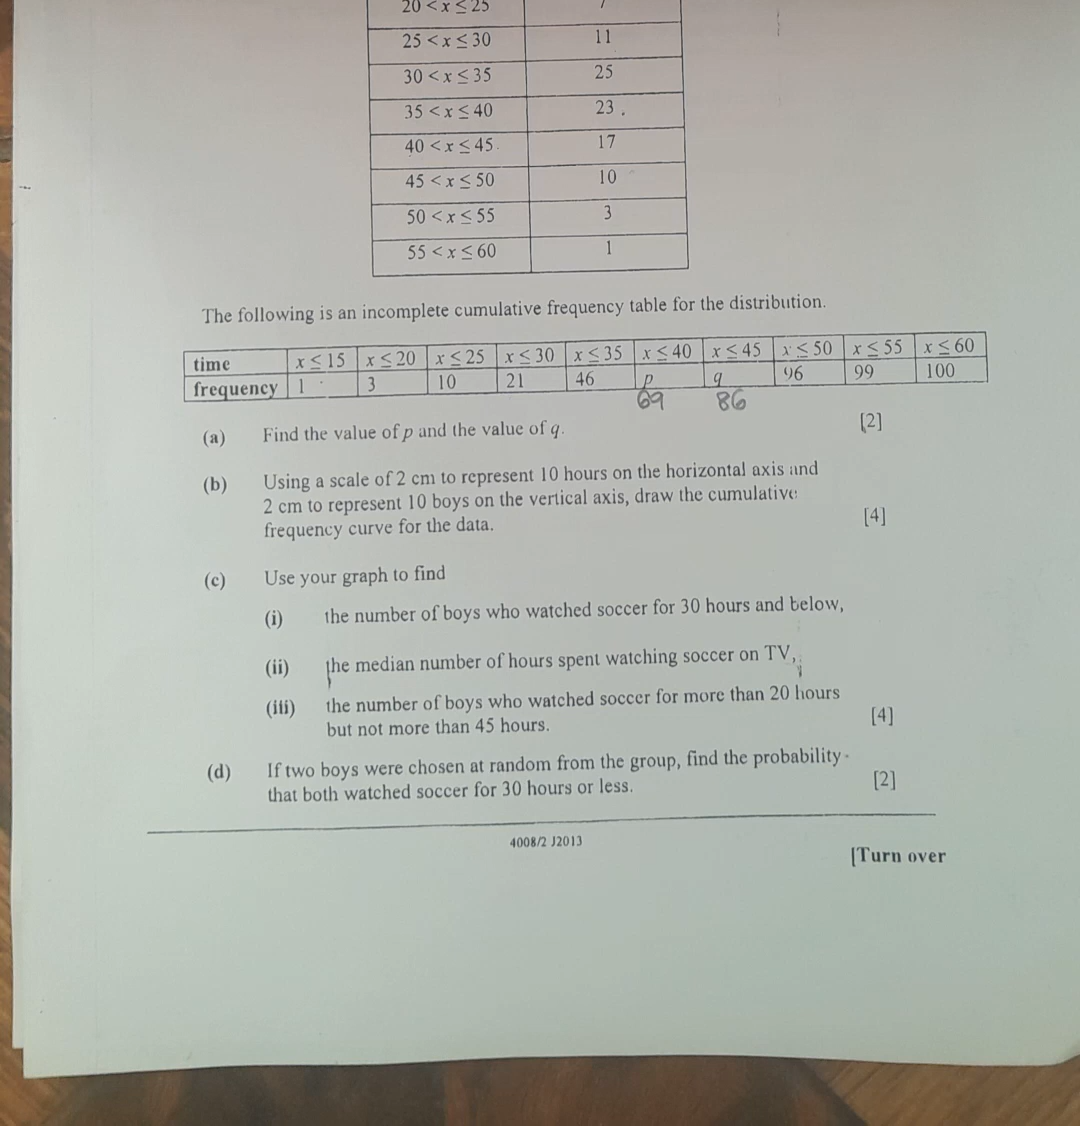 20 < x ≤ 25 7
25 < x ≤ 30 11
30 < x ≤ 35 25
35 < x ≤ 40 23
40 < x ≤ 45 17
45 < x ≤ 50 10
50 < x ≤ 55 3
55 < x ≤ 60 1
The following is an incomplete cumulative frequency table for the distribution.
time x ≤ 15 x ≤ 20 x ≤ 25 x ≤ 30 x ≤ 35 x ≤ 40 x ≤ 45 x ≤ 50 x ≤ 55 x ≤ 60
frequency 1 3 10 21 46 p q 96 99 100
69 86
(a) Find the value of p and the value of q. [2]
(b) Using a scale of 2 cm to represent 10 hours on the horizontal axis and
2 cm to represent 10 boys on the vertical axis, draw the cumulative
frequency curve for the data. [4]
(c) Use your graph to find
(i) the number of boys who watched soccer for 30 hours and below,
(ii) the median number of hours spent watching soccer on TV,
(iii) the number of boys who watched soccer for more than 20 hours
but not more than 45 hours. [4]
(d) If two boys were chosen at random from the group, find the probability
that both watched soccer for 30 hours or less. [2]
4008/2 J2013
[Turn over